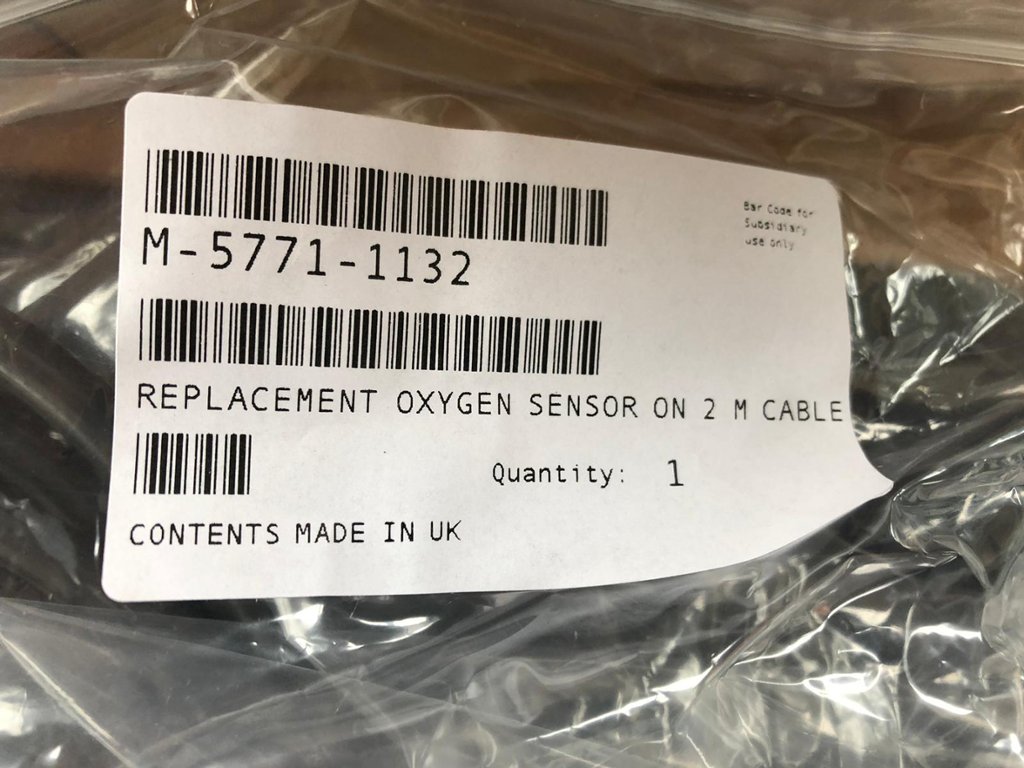 Bar Code for
Subsidiary
use only
M-5771-1132
REPLACEMENT OXYGEN SENSOR ON 2 M CABLE
Quantity: 1
CONTENTS MADE IN UK